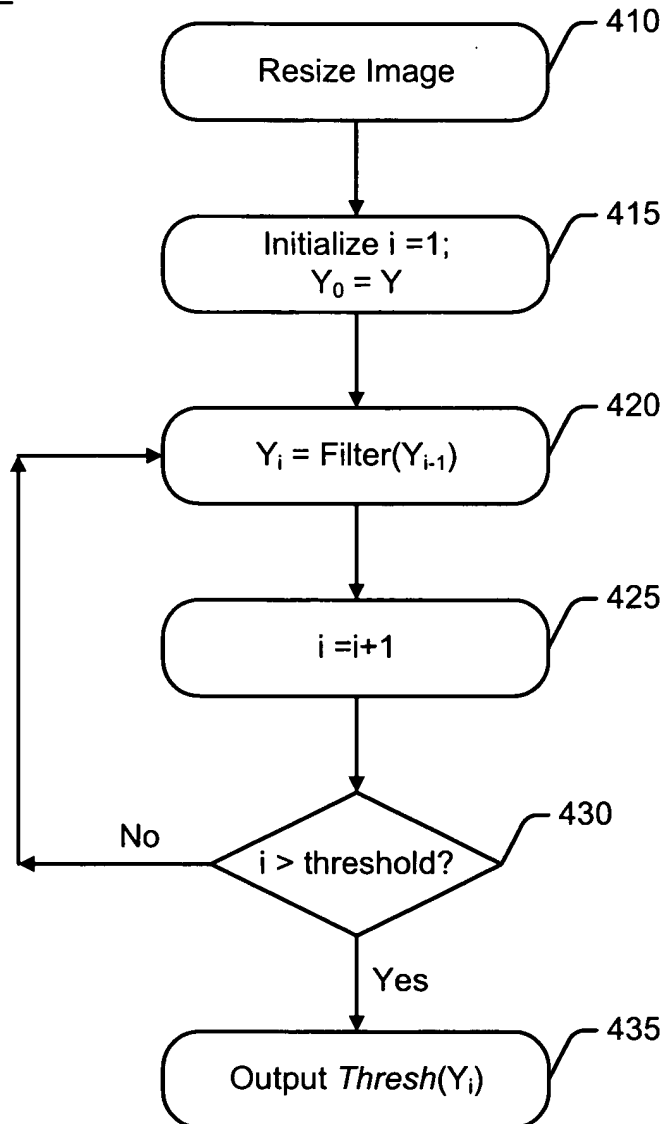 410
Resize Image
415
Initialize i =1;
Y₀ = Y
420
Yᵢ = Filter(Yᵢ₋₁)
425
i =i+1
430
No
i > threshold?
Yes
435
Output Thresh(Yᵢ)